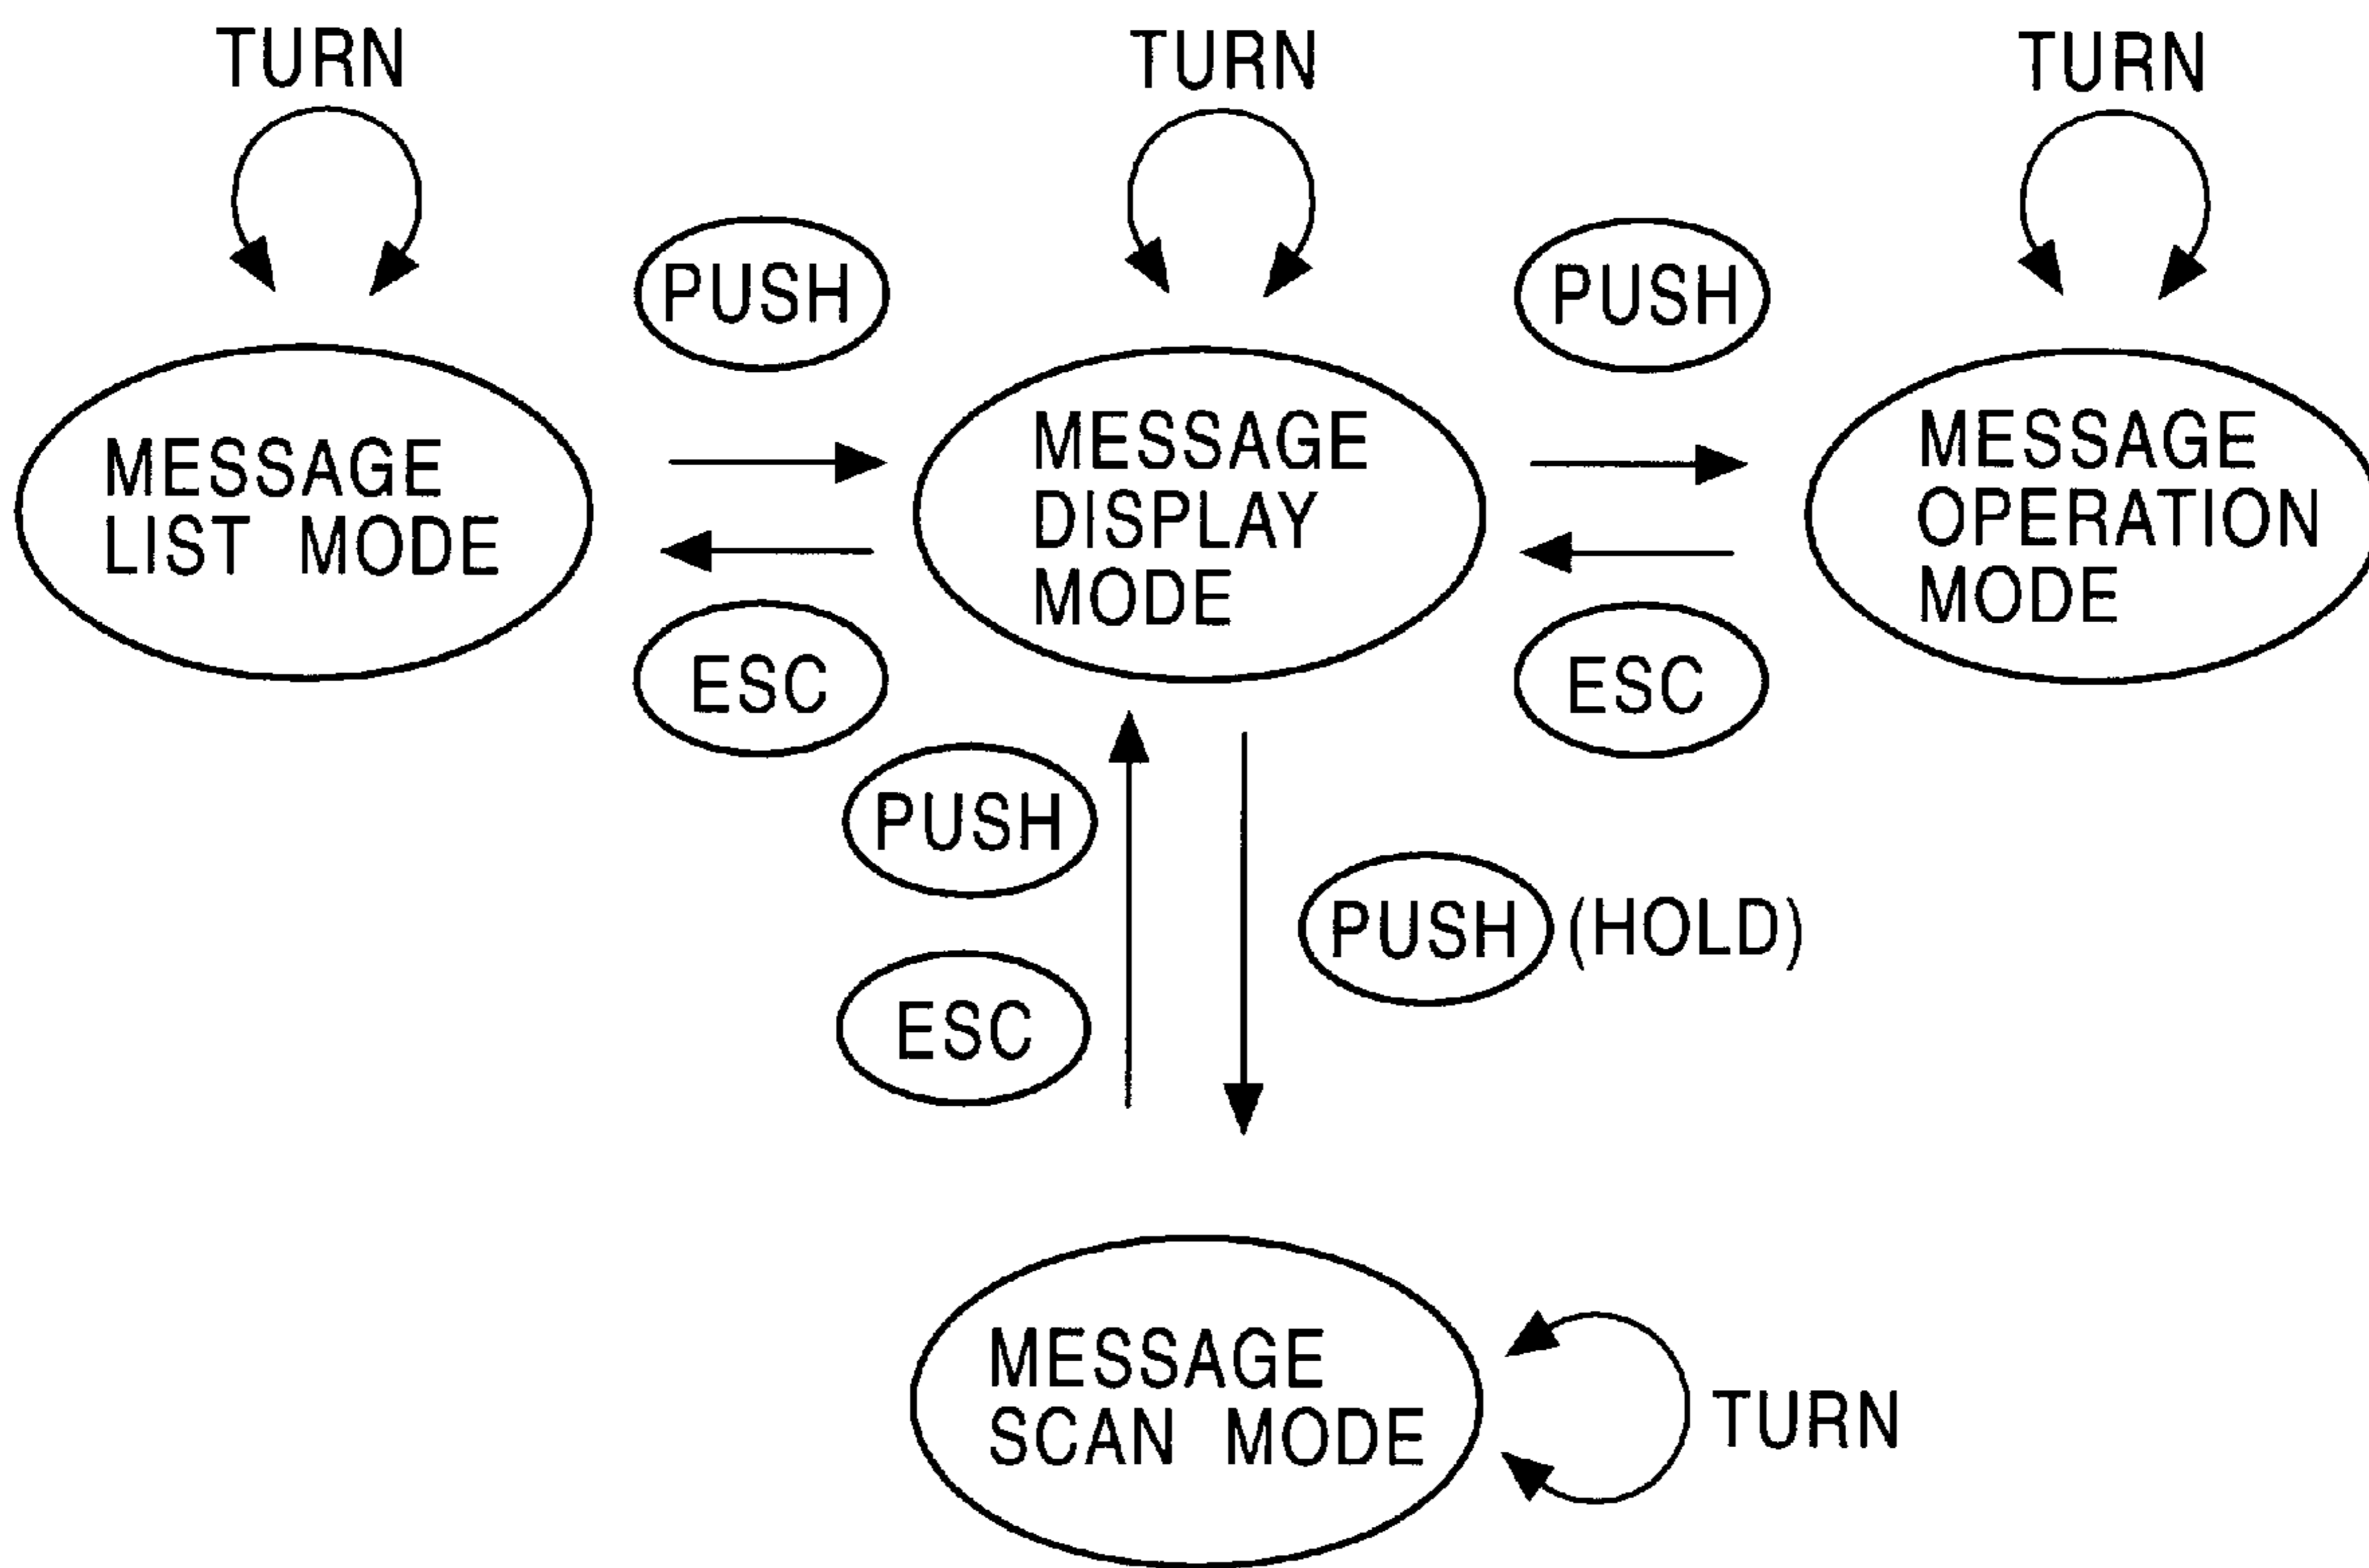 TURN
TURN
TURN
PUSH
PUSH
MESSAGE
LIST MODE
MESSAGE
DISPLAY
MODE
MESSAGE
OPERATION
MODE
ESC
ESC
PUSH
PUSH (HOLD)
ESC
MESSAGE
SCAN MODE
TURN